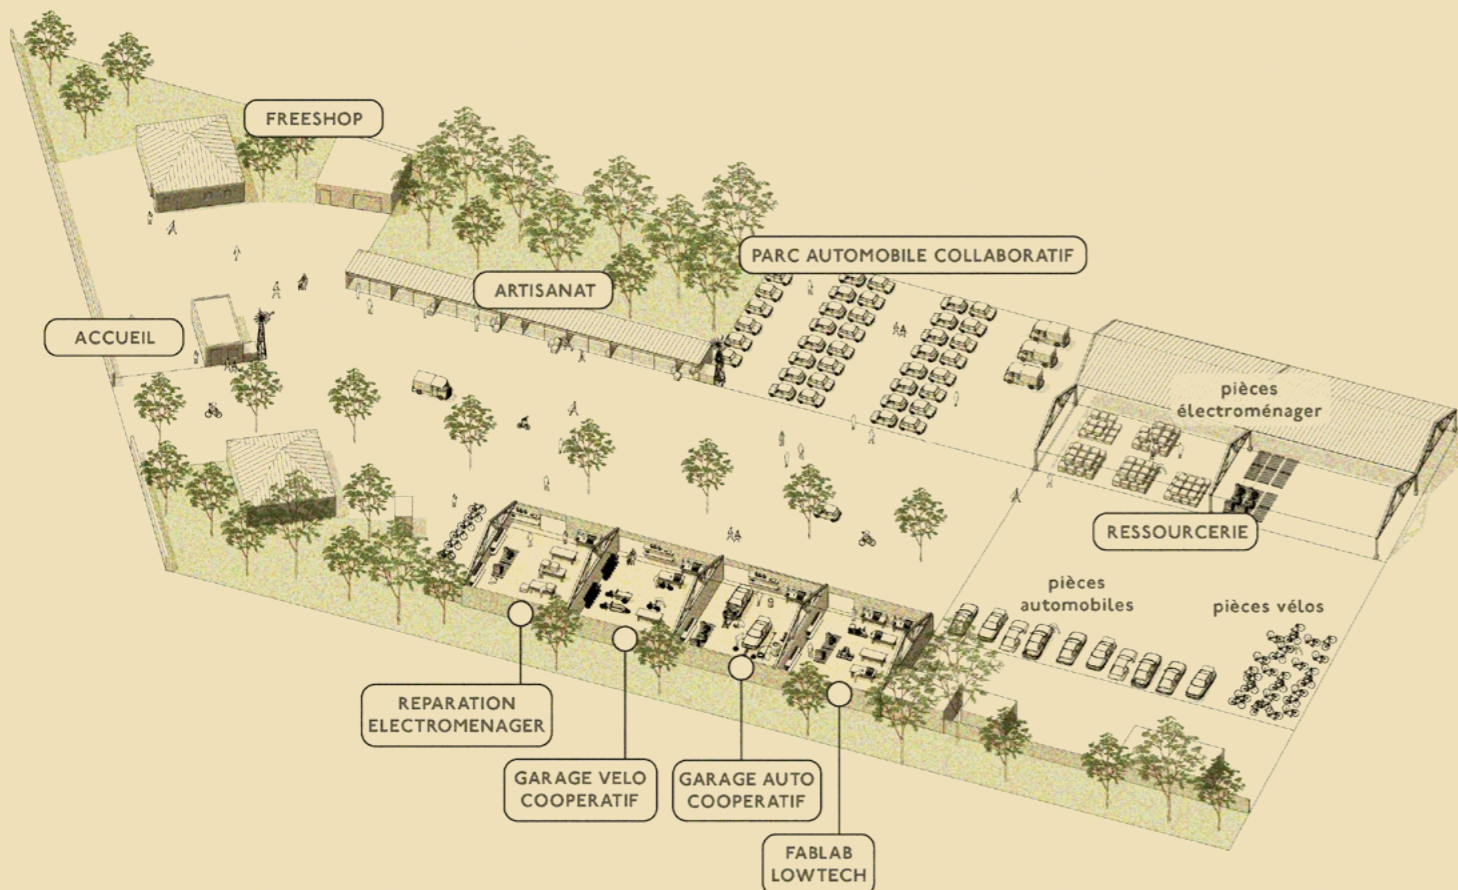 FREESHOP
PARC AUTOMOBILE COLLABORATIF
ARTISANAT
ACCUEIL
pièces
électroménager
RESSOURCERIE
pièces
automobiles
pièces vélos
REPARATION
ELECTROMENAGER
GARAGE VELO
COOPERATIF
GARAGE AUTO
COOPERATIF
FABLAB
LOWTECH